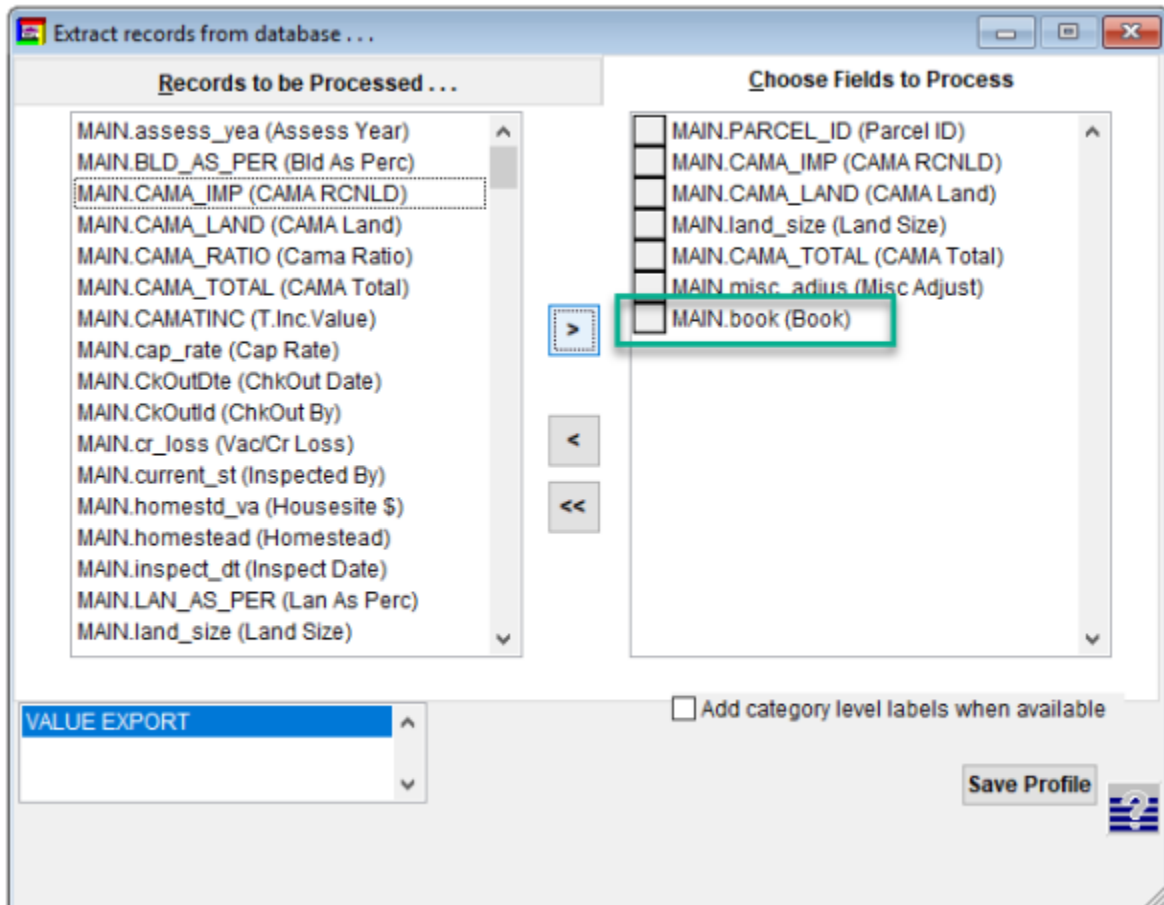 Extract records from database . . .
Records to be Processed . . .
Choose Fields to Process
MAIN.assess_yea (Assess Year)
MAIN.BLD_AS_PER (Bld As Perc)
MAIN.CAMA_IMP (CAMA RCNLD)
MAIN.CAMA_LAND (CAMA Land)
MAIN.CAMA_RATIO (Cama Ratio)
MAIN.CAMA_TOTAL (CAMA Total)
MAIN.CAMATINC (T.Inc.Value)
MAIN.cap_rate (Cap Rate)
MAIN.CkOutDte (ChkOut Date)
MAIN.CkOutId (ChkOut By)
MAIN.cr_loss (Vac/Cr Loss)
MAIN.current_st (Inspected By)
MAIN.homestd_va (Housesite $)
MAIN.homestead (Homestead)
MAIN.inspect_dt (Inspect Date)
MAIN.LAN_AS_PER (Lan As Perc)
MAIN.land_size (Land Size)
>
<
<<
MAIN.PARCEL_ID (Parcel ID)
MAIN.CAMA_IMP (CAMA RCNLD)
MAIN.CAMA_LAND (CAMA Land)
MAIN.land_size (Land Size)
MAIN.CAMA_TOTAL (CAMA Total)
MAIN.misc_adjus (Misc Adjust)
MAIN.book (Book)
VALUE EXPORT
Add category level labels when available
Save Profile
?